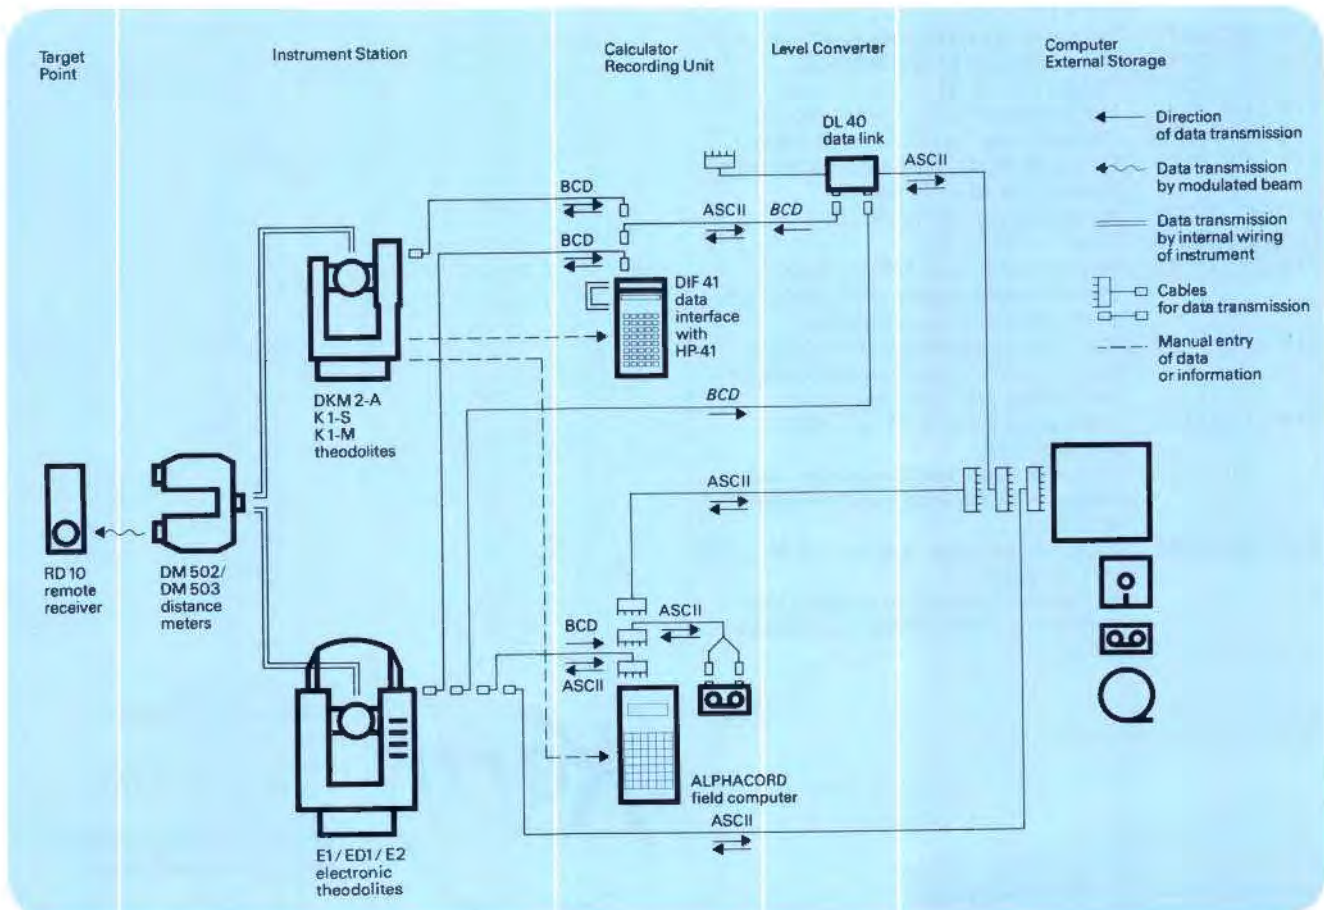 Target
Point
Instrument Station
Calculator
Recording Unit
Level Converter
Computer
External Storage
Direction
of data transmission
Data transmission
by modulated beam
Data transmission
by internal wiring
of instrument
Cables
for data transmission
Manual entry
of data
or information
DL 40
data link
ASCII
BCD
ASCII
BCD
BCD
DIF 41
data
interface
with
HP-41
DKM 2-A
K1-S
K1-M
theodolites
BCD
ASCII
RD 10
remote
receiver
DM 502/
DM 503
distance
meters
ASCII
BCD
ASCII
ALPHACORD
field computer
ASCII
E1/ED1/E2
electronic
theodolites